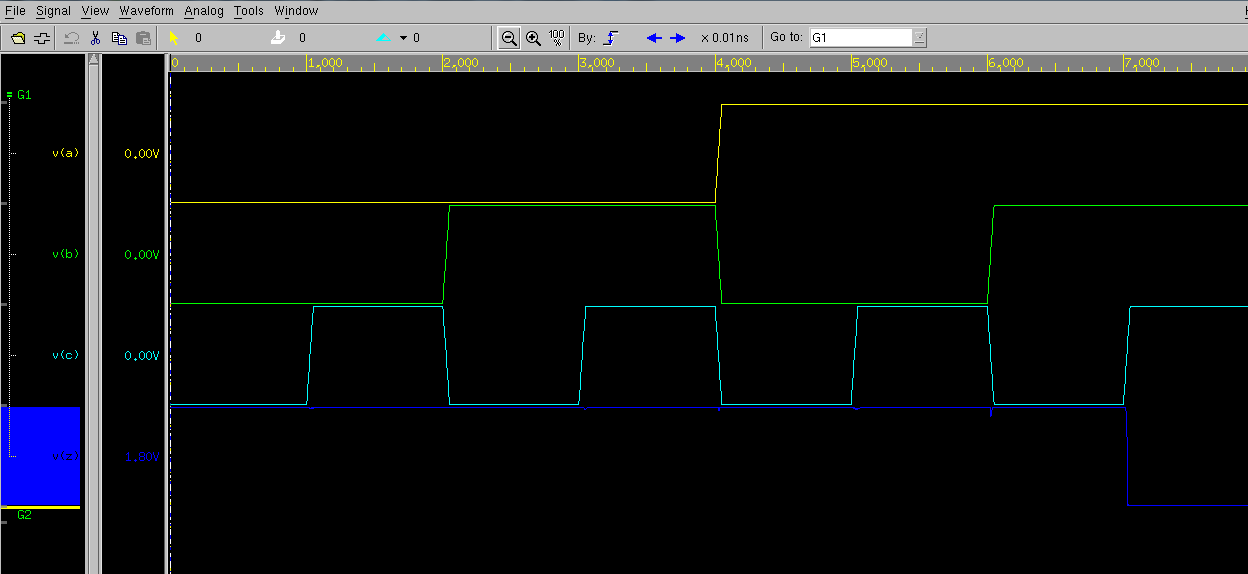 File Signal View Waveform Analog Tools Window
0 0 0 100 % By: x 0.01ns Go to: G1
0 1,000 2,000 3,000 4,000 5,000 6,000 7,000
G1
v(a) 0.00V
v(b) 0.00V
v(c) 0.00V
1.80V
G2